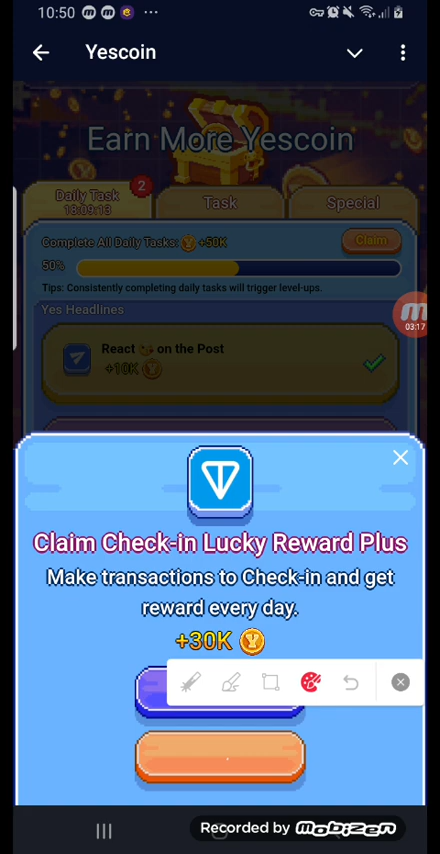 10:50
Yescoin
Earn More Yescoin
2
Daily Task
18:09:13
Task
Special
Complete All Daily Tasks: +50K
Claim
50%
Tips: Consistently completing daily tasks will trigger level-ups.
Yes Headlines
React on the Post
+10K
03:17
Claim Check-in Lucky Reward Plus
Make transactions to Check-in and get
reward every day.
+30K
Recorded by Mobizen